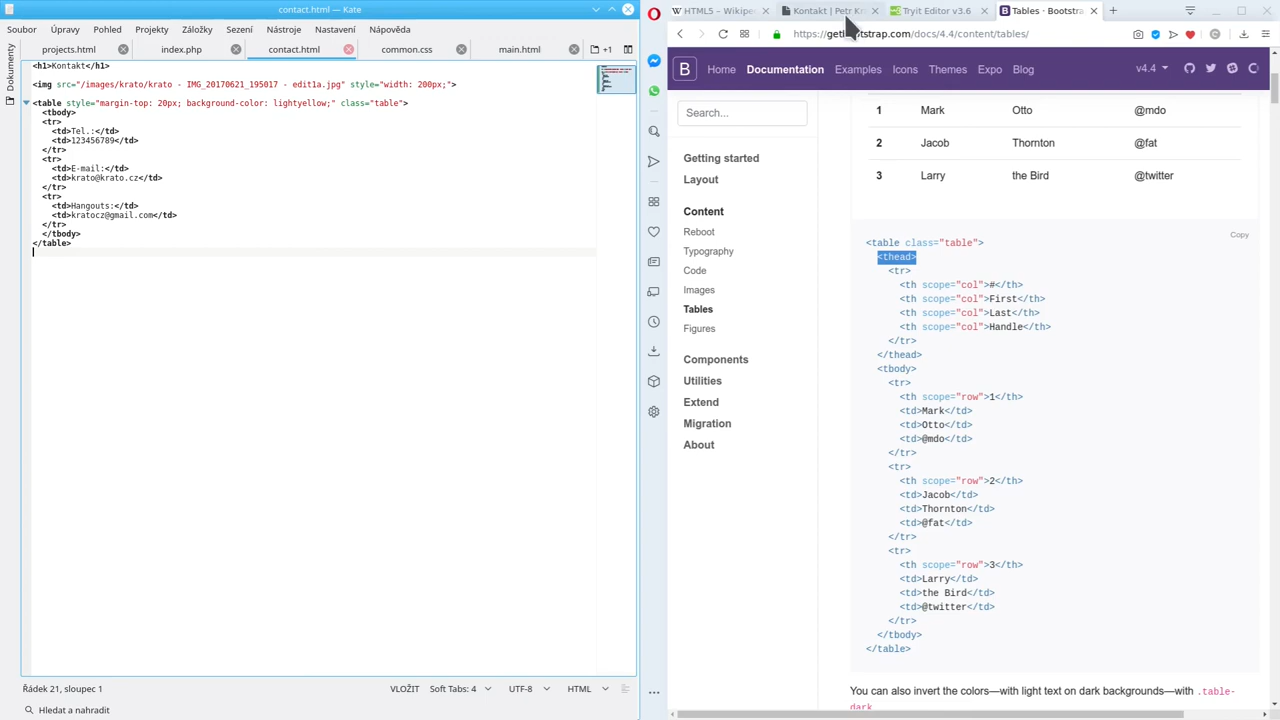 contact.html — Kate
Soubor Úpravy Pohled Projekty Záložky Sezení Nástroje Nastavení Nápověda
projects.html index.php contact.html common.css main.html +1
Dokumenty
<h1>Kontakt</h1>
<img src="/images/krato/krato - IMG_20170621_195017 - edit1a.jpg" style="width: 200px;">
<table style="margin-top: 20px; background-color: lightyellow;" class="table">
<tbody>
<tr>
<td>Tel.:</td>
<td>123456789</td>
</tr>
<tr>
<td>E-mail:</td>
<td>krato@krato.cz</td>
</tr>
<tr>
<td>Hangouts:</td>
<td>kratocz@gmail.com</td>
</tr>
</tbody>
</table>
Řádek 21, sloupec 1 VLOŽIT Soft Tabs: 4 UTF-8 HTML
Hledat a nahradit
HTML5 – Wikipe Kontakt | Petr Kr Tryit Editor v3.6 Tables · Bootstra
https://getbootstrap.com/docs/4.4/content/tables/
B Home Documentation Examples Icons Themes Expo Blog v4.4
Search...
Getting started
Layout
Content
Reboot
Typography
Code
Images
Tables
Figures
Components
Utilities
Extend
Migration
About
1 Mark Otto @mdo
2 Jacob Thornton @fat
3 Larry the Bird @twitter
Copy
<table class="table">
<thead>
<tr>
<th scope="col">#</th>
<th scope="col">First</th>
<th scope="col">Last</th>
<th scope="col">Handle</th>
</tr>
</thead>
<tbody>
<tr>
<th scope="row">1</th>
<td>Mark</td>
<td>Otto</td>
<td>@mdo</td>
</tr>
<tr>
<th scope="row">2</th>
<td>Jacob</td>
<td>Thornton</td>
<td>@fat</td>
</tr>
<tr>
<th scope="row">3</th>
<td>Larry</td>
<td>the Bird</td>
<td>@twitter</td>
</tr>
</tbody>
</table>
You can also invert the colors—with light text on dark backgrounds—with .table-
dark